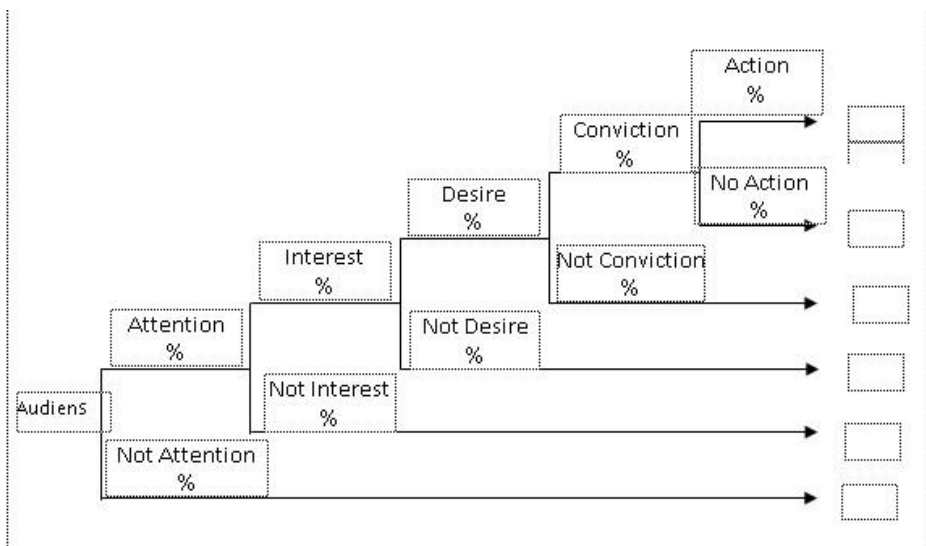 Action
%
Conviction
%
No Action
%
Desire
%
Interest
%
Not Conviction
%
Attention
%
Not Desire
%
Audiens
Not Interest
%
Not Attention
%